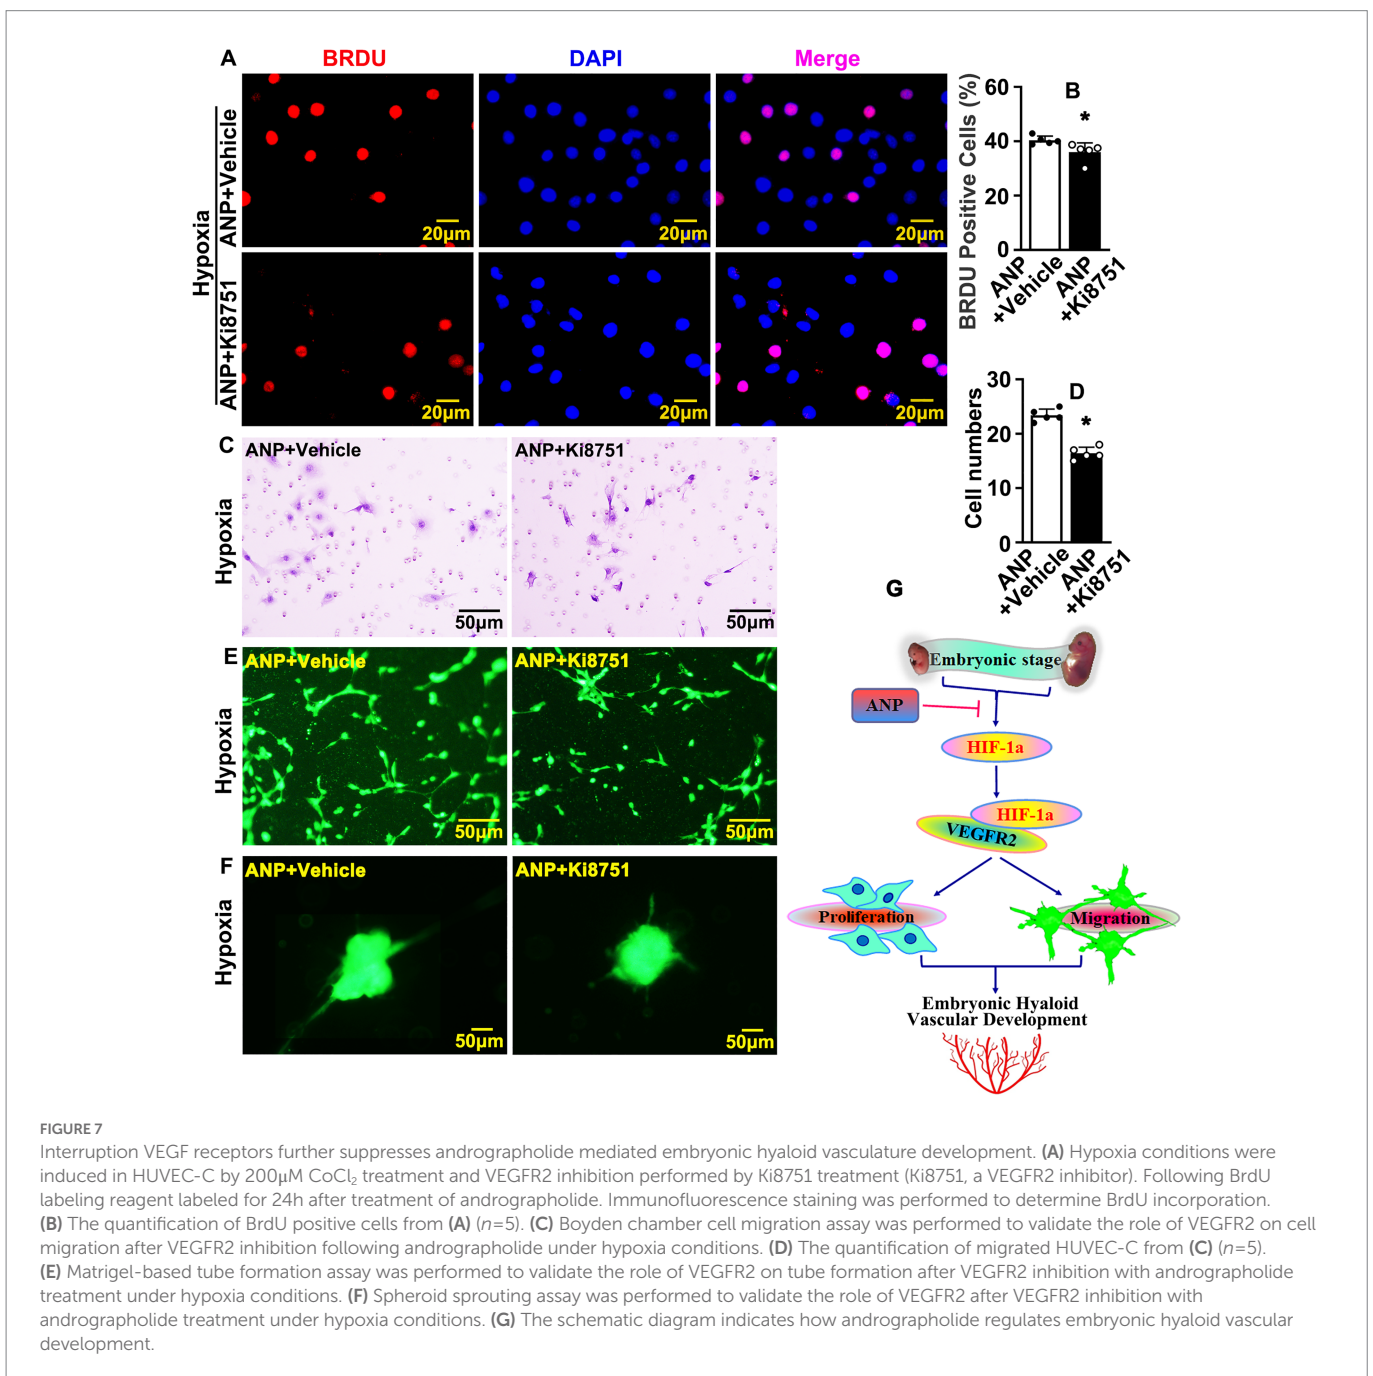 A
BRDU
DAPI
Merge
Hypoxia
ANP+Vehicle
20µm
20µm
20µm
ANP+Ki8751
20µm
20µm
20µm
B
BRDU Positive Cells (%)
60
40
20
0
*
ANP
+Vehicle
ANP
+Ki8751
C
Hypoxia
ANP+Vehicle
50µm
ANP+Ki8751
50µm
D
Cell numbers
30
20
10
0
*
ANP
+Vehicle
ANP
+Ki8751
E
Hypoxia
ANP+Vehicle
50µm
ANP+Ki8751
50µm
F
Hypoxia
ANP+Vehicle
50µm
ANP+Ki8751
50µm
G
Embryonic stage
ANP
HIF-1a
HIF-1a
VEGFR2
Proliferation
Migration
Embryonic Hyaloid
Vascular Development
FIGURE 7
Interruption VEGF receptors further suppresses andrographolide mediated embryonic hyaloid vasculature development. (A) Hypoxia conditions were
induced in HUVEC-C by 200μM CoCl₂ treatment and VEGFR2 inhibition performed by Ki8751 treatment (Ki8751, a VEGFR2 inhibitor). Following BrdU
labeling reagent labeled for 24h after treatment of andrographolide. Immunofluorescence staining was performed to determine BrdU incorporation.
(B) The quantification of BrdU positive cells from (A) (n=5). (C) Boyden chamber cell migration assay was performed to validate the role of VEGFR2 on cell
migration after VEGFR2 inhibition following andrographolide under hypoxia conditions. (D) The quantification of migrated HUVEC-C from (C) (n=5).
(E) Matrigel-based tube formation assay was performed to validate the role of VEGFR2 on tube formation after VEGFR2 inhibition with andrographolide
treatment under hypoxia conditions. (F) Spheroid sprouting assay was performed to validate the role of VEGFR2 after VEGFR2 inhibition with
andrographolide treatment under hypoxia conditions. (G) The schematic diagram indicates how andrographolide regulates embryonic hyaloid vascular
development.